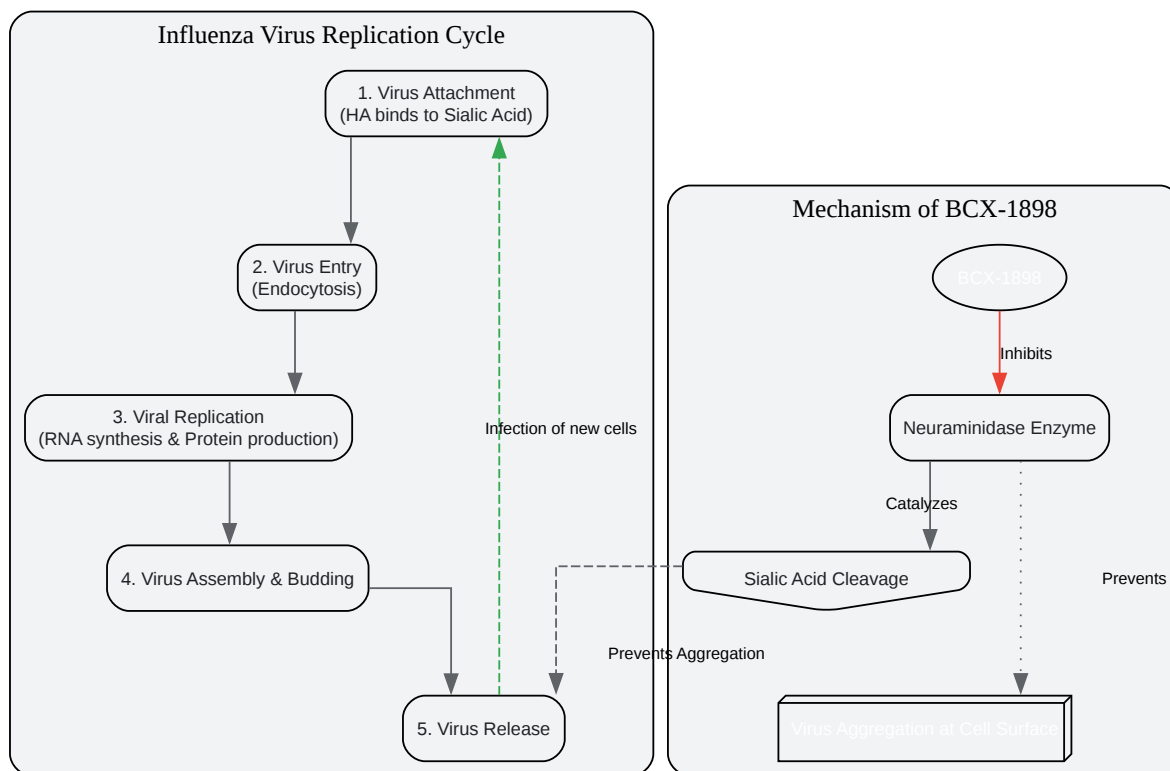 Influenza Virus Replication Cycle
1. Virus Attachment
(HA binds to Sialic Acid)
2. Virus Entry
(Endocytosis)
3. Viral Replication
(RNA synthesis & Protein production)
Infection of new cells
4. Virus Assembly & Budding
5. Virus Release
Mechanism of BCX-1898
BCX-1898
Inhibits
Neuraminidase Enzyme
Catalyzes
Sialic Acid Cleavage
Prevents
Prevents Aggregation
Virus Aggregation at Cell Surface